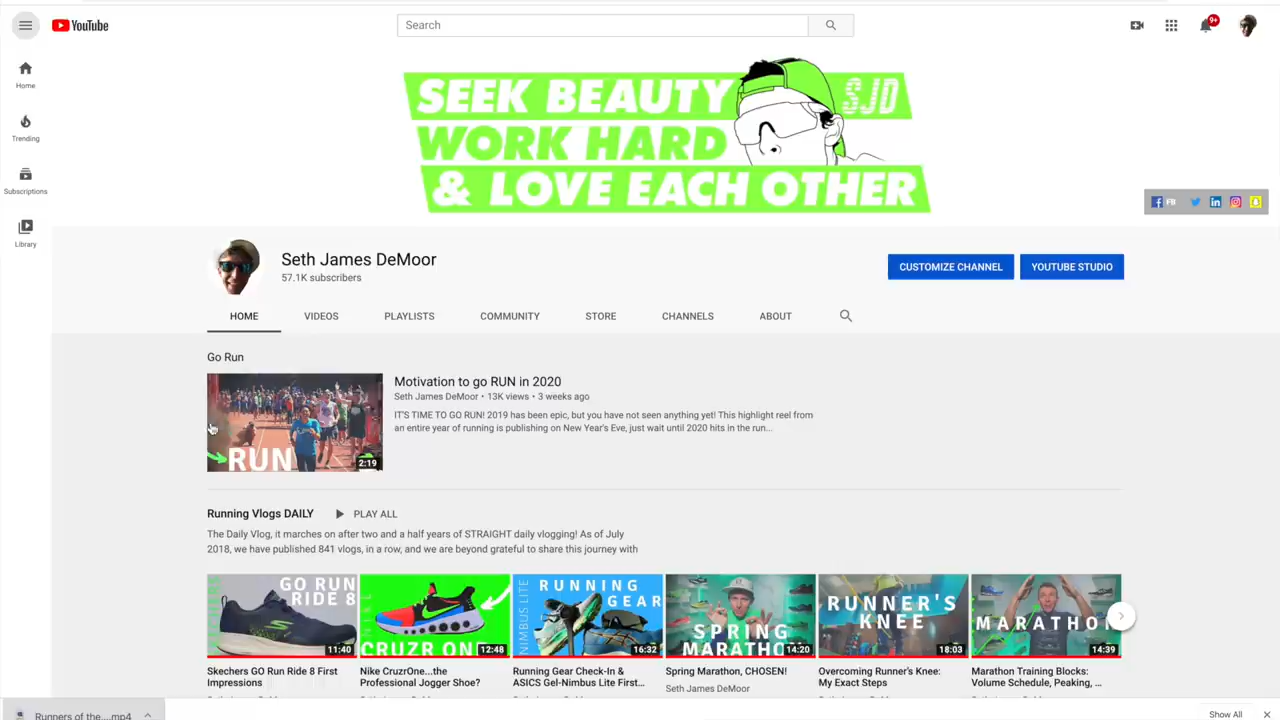 YouTube
Search
9+
Home
Trending
Subscriptions
Library
SEEK BEAUTY SJD
WORK HARD
& LOVE EACH OTHER
FB
Seth James DeMoor
57.1K subscribers
CUSTOMIZE CHANNEL
YOUTUBE STUDIO
HOME
VIDEOS
PLAYLISTS
COMMUNITY
STORE
CHANNELS
ABOUT
Go Run
RUN
2:19
Motivation to go RUN in 2020
Seth James DeMoor • 13K views • 3 weeks ago
IT'S TIME TO GO RUN! 2019 has been epic, but you have not seen anything yet! This highlight reel from
an entire year of running is publishing on New Year's Eve, just wait until 2020 hits in the run...
Running Vlogs DAILY
PLAY ALL
The Daily Vlog, it marches on after two and a half years of STRAIGHT daily vlogging! As of July
2018, we have published 841 vlogs, in a row, and we are beyond grateful to share this journey with
GO RUN
RIDE 8
11:40
Skechers GO Run Ride 8 First
Impressions
CRUZR ON
12:48
Nike CruzrOne...the
Professional Jogger Shoe?
NIMBUS LITE
RUNNING
GEAR
16:32
Running Gear Check-In &
ASICS Gel-Nimbus Lite First...
SPRING
MARATHON
14:20
Spring Marathon, CHOSEN!
Seth James DeMoor
RUNNER'S
KNEE
18:03
Overcoming Runner's Knee:
My Exact Steps
MARATHO
14:39
Marathon Training Blocks:
Volume Schedule, Peaking, ...
Runners of the....mp4
Show All